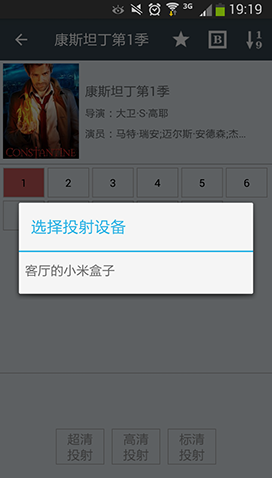 3G 19:19
康斯坦丁第1季
B
1
9
康斯坦丁第1季
导演：大卫·S·高耶
演员：马特·瑞安;迈尔斯·安德森;杰...
CONSTANTINE
1 2 3 4 5 6
选择投射设备
客厅的小米盒子
超清 高清 标清
投射 投射 投射